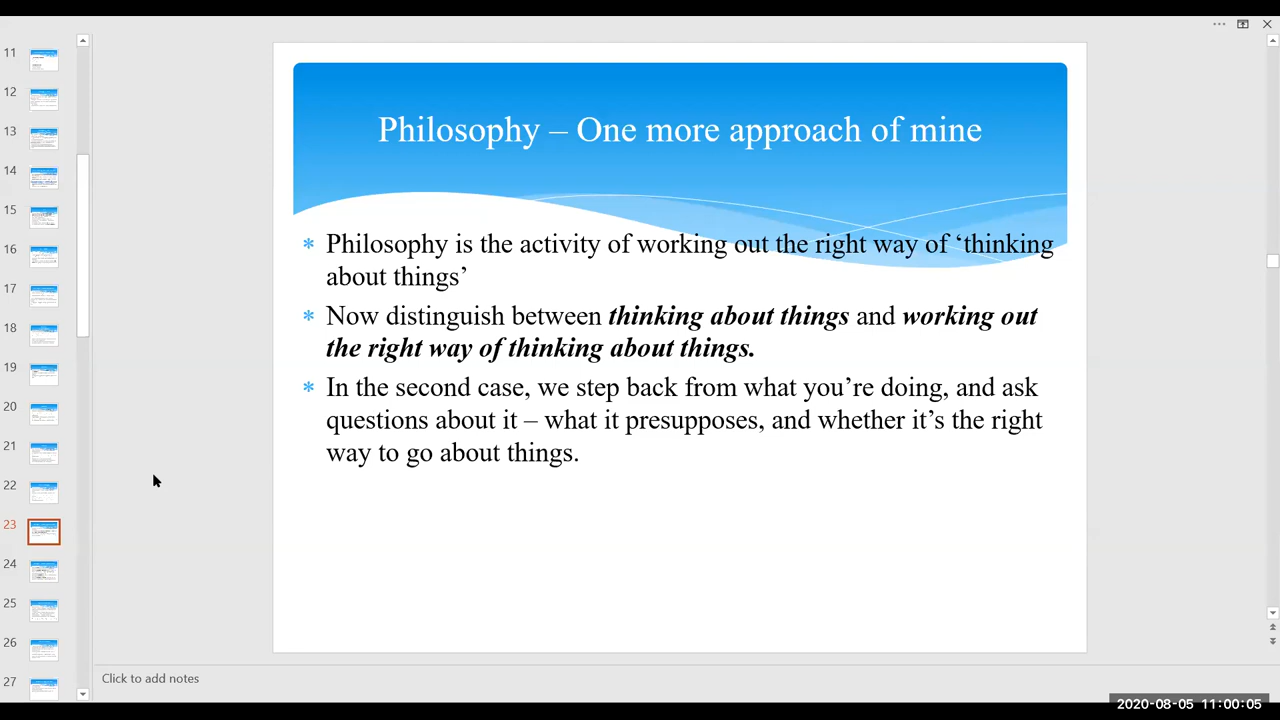 11
12
13
14
15
16
17
18
19
20
21
22
23
24
25
26
27
Philosophy – One more approach of mine
* Philosophy is the activity of working out the right way of ‘thinking
about things’
* Now distinguish between thinking about things and working out
the right way of thinking about things.
* In the second case, we step back from what you’re doing, and ask
questions about it – what it presupposes, and whether it’s the right
way to go about things.
Click to add notes
2020-08-05 11:00:05